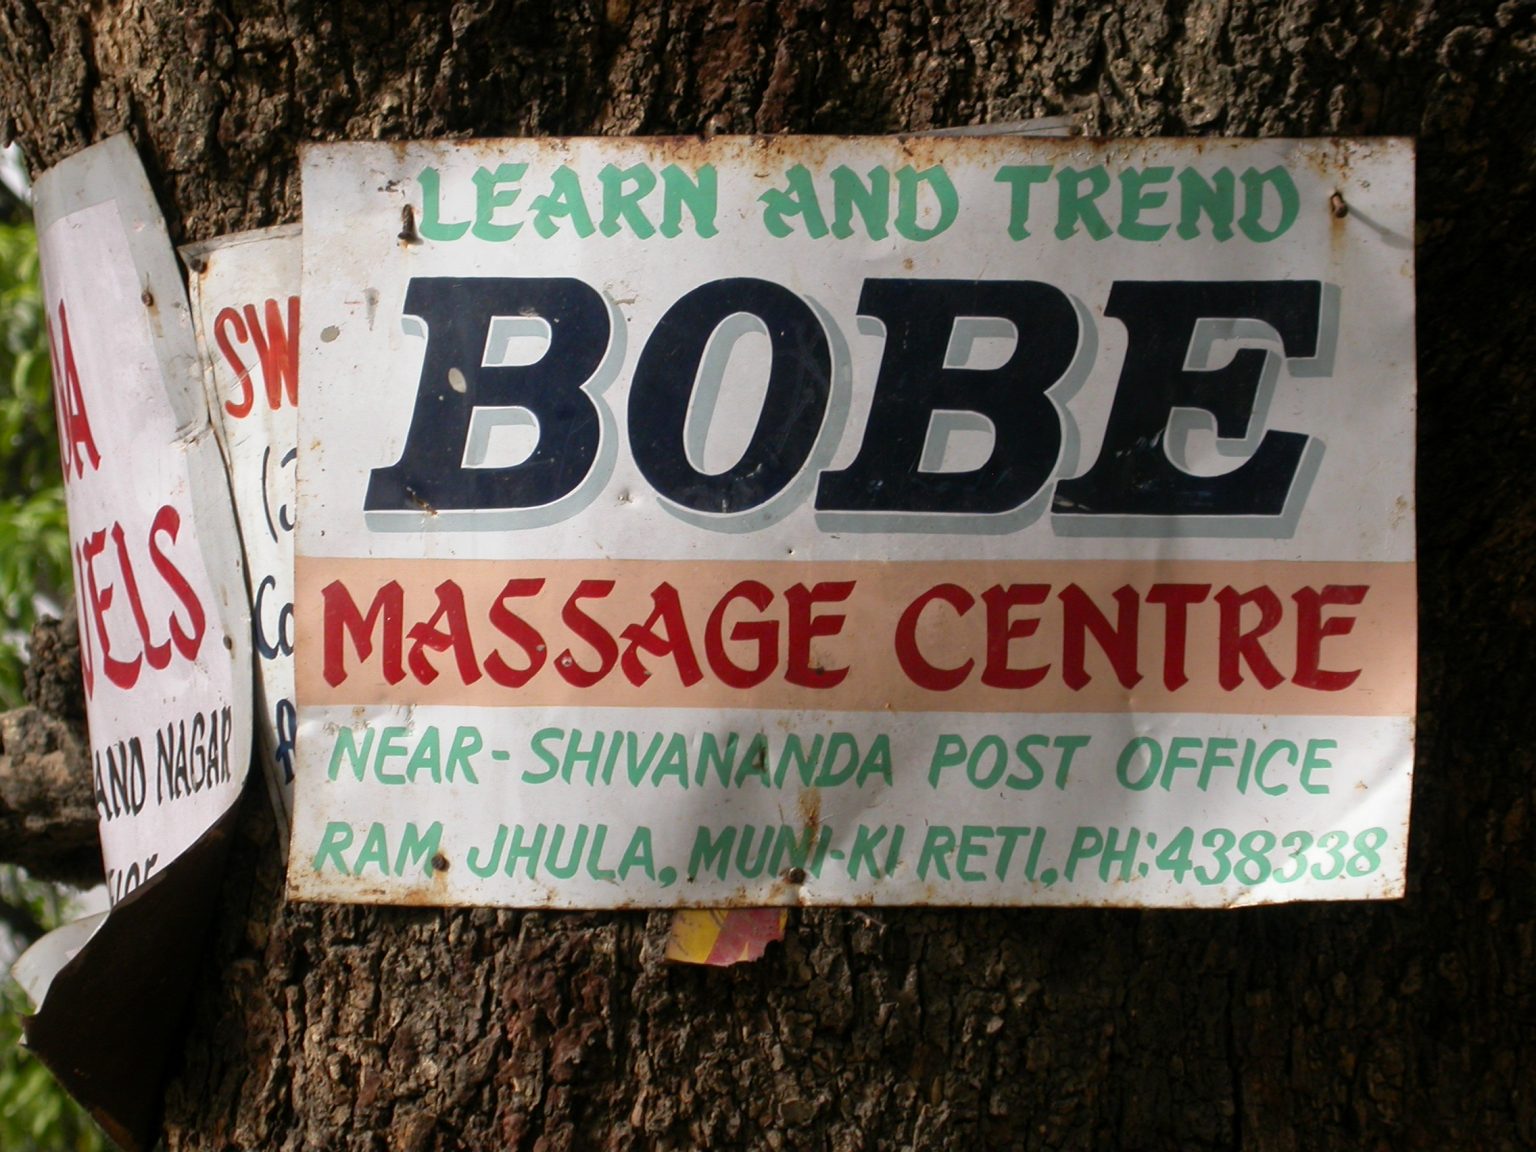 LEARN AND TREND
BOBE
MASSAGE CENTRE
NEAR-SHIVANANDA POST OFFICE
RAM JHULA, MUNI-KI RETI, PH:438338
SW
VELS
AND NAGAR